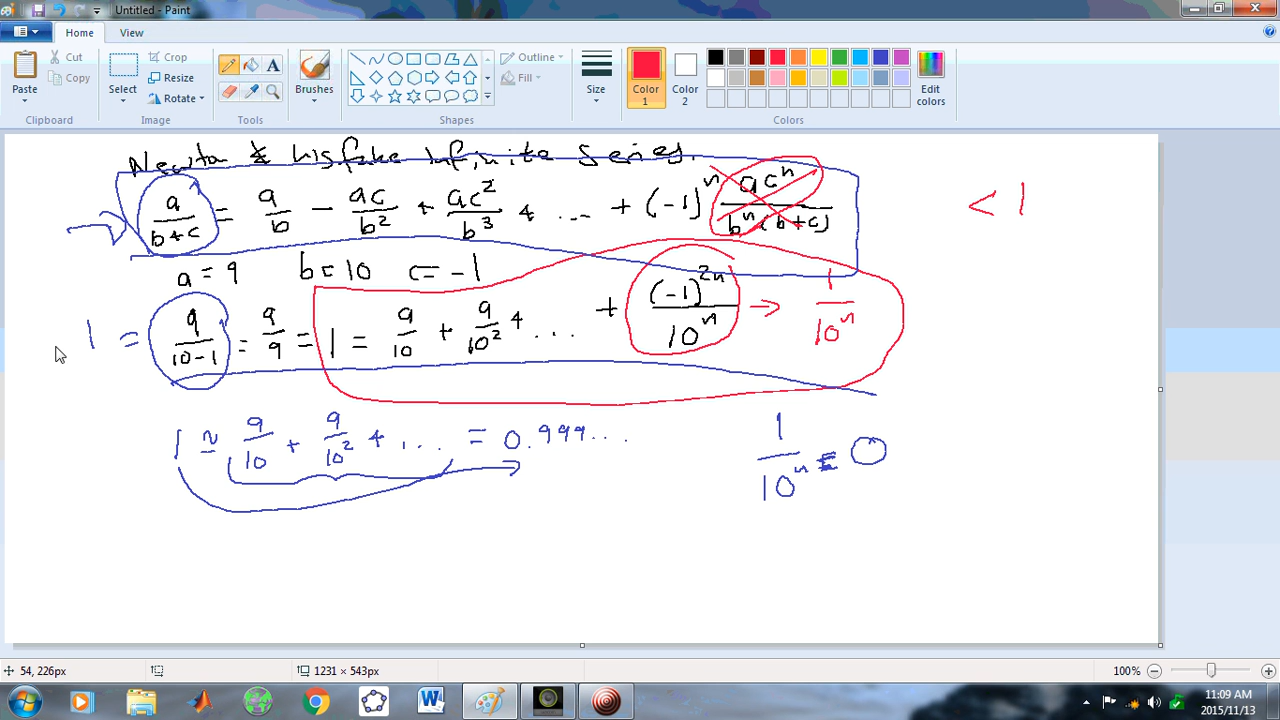 Untitled - Paint
Home View
Paste Cut Copy Select Crop Resize Rotate Brushes Shapes Outline Fill Size Color 1 Color 2 Edit colors
Clipboard Image Tools Shapes Colors
Newton & his fake infinite series.
a/(b+c) = a/b - ac/b² + ac²/b³ + ... + (-1)ⁿ acⁿ/(bⁿ(b+c)) < 1
a = 9 b = 10 c = -1
1 = 9/(10-1) = 9/9 = 1 = 9/10 + 9/10² + ... + (-1)²ⁿ/10ⁿ → 1/10ⁿ
1 ≈ 9/10 + 9/10² + ... = 0.999... 1/10ⁿ = 0
54, 226px 1231 × 543px 100%
11:09 AM
2015/11/13